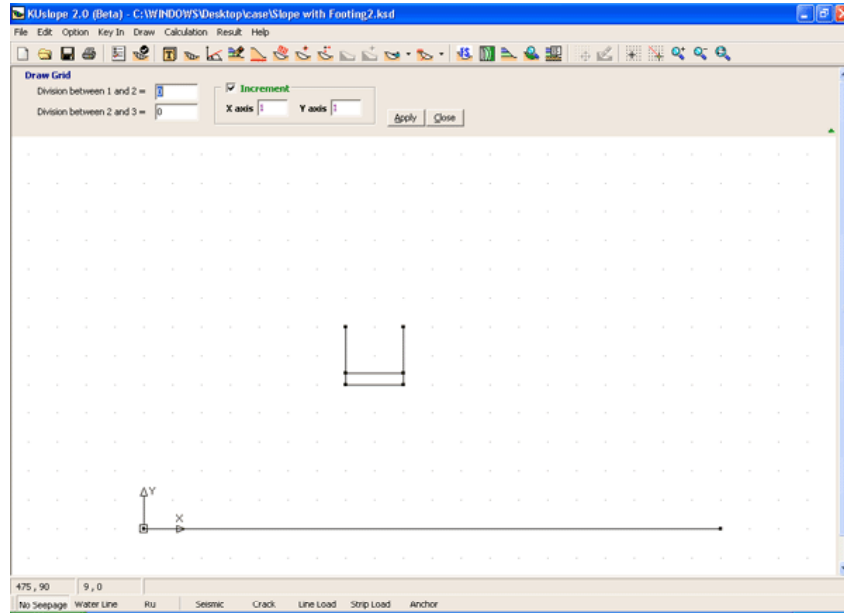 KUslope 2.0 (Beta) - C:\WINDOWS\Desktop\case\Slope with Footing2.ksd
File Edit Option Key In Draw Calculation Result Help
Draw Grid
Division between 1 and 2 = 0
Increment
X axis 1 Y axis 1
Division between 2 and 3 = 0
Apply Close
Y
X
475 , 90 9 , 0
No Seepage Water Line Ru Seismic Crack Line Load Strip Load Anchor